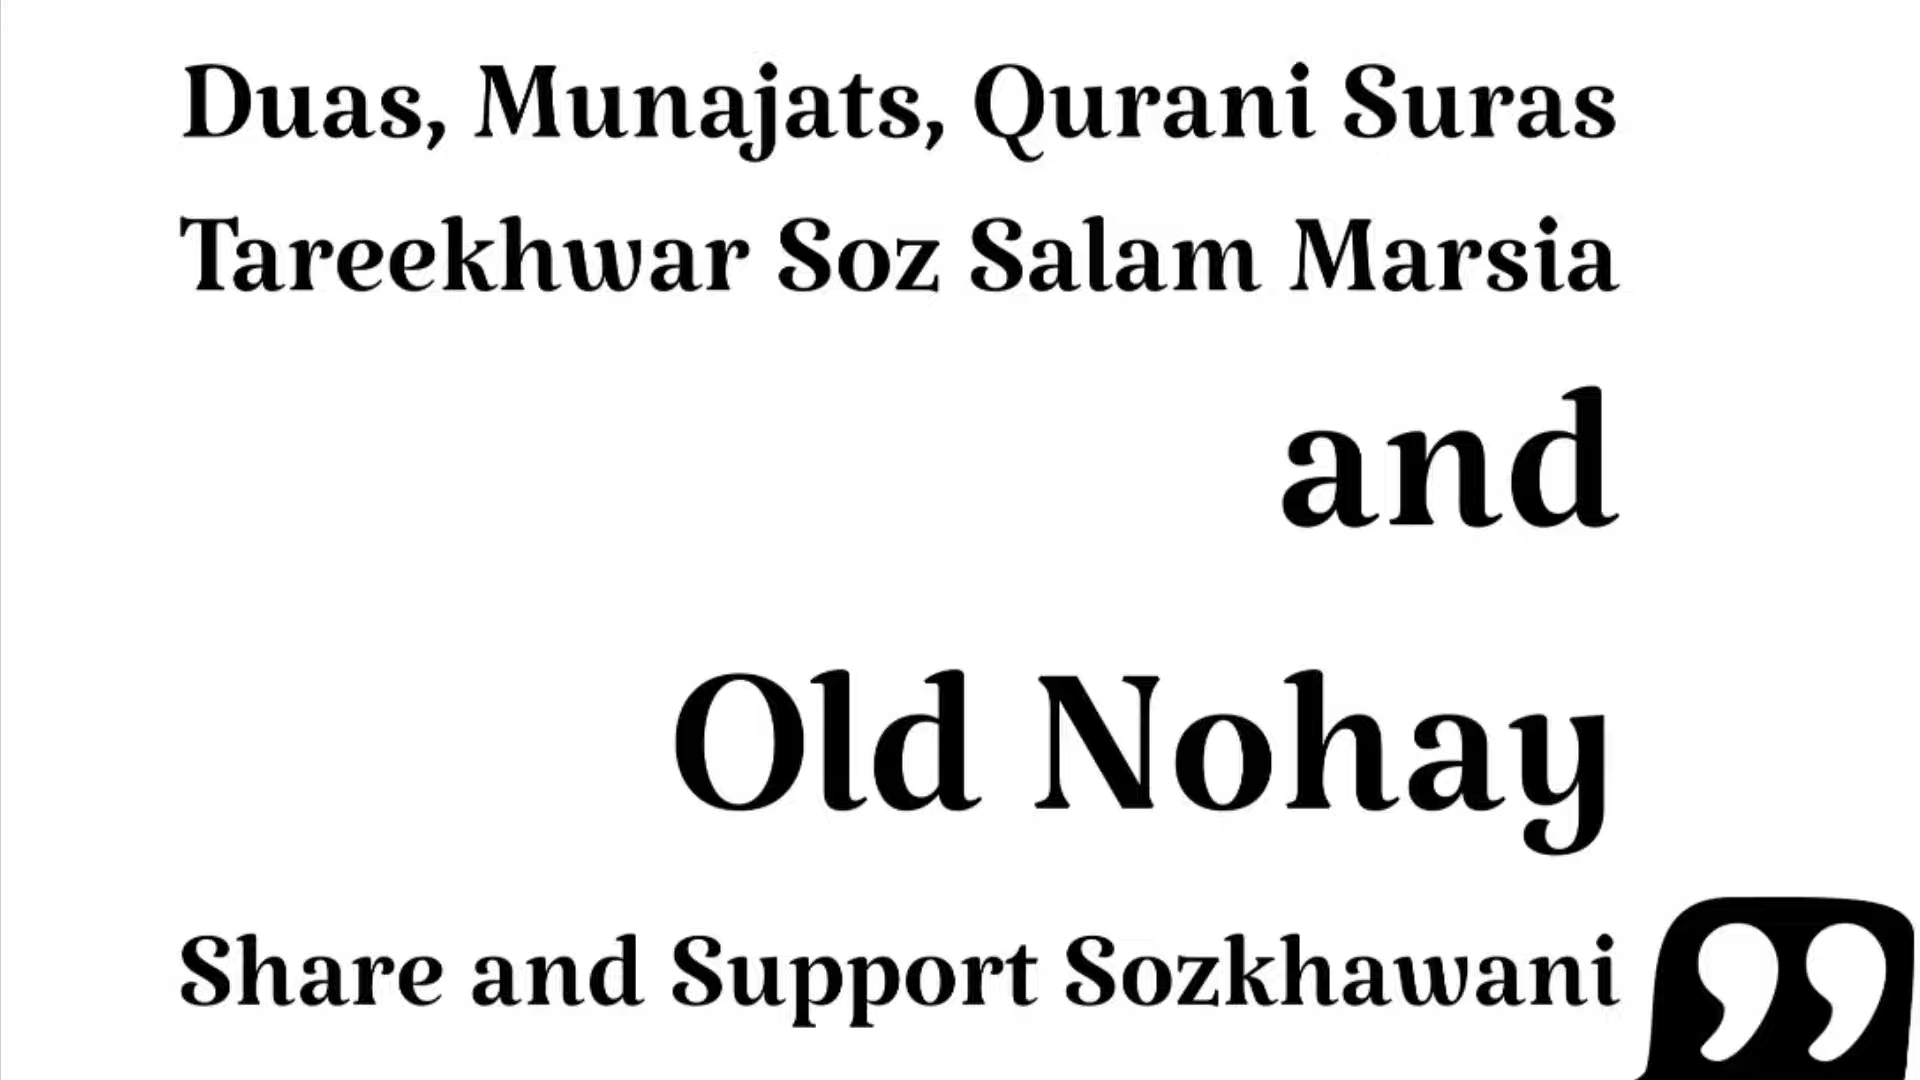 Duas, Munajats, Qurani Suras
Tareekhwar Soz Salam Marsia
and
Old Nohay
Share and Support Sozkhawani
”